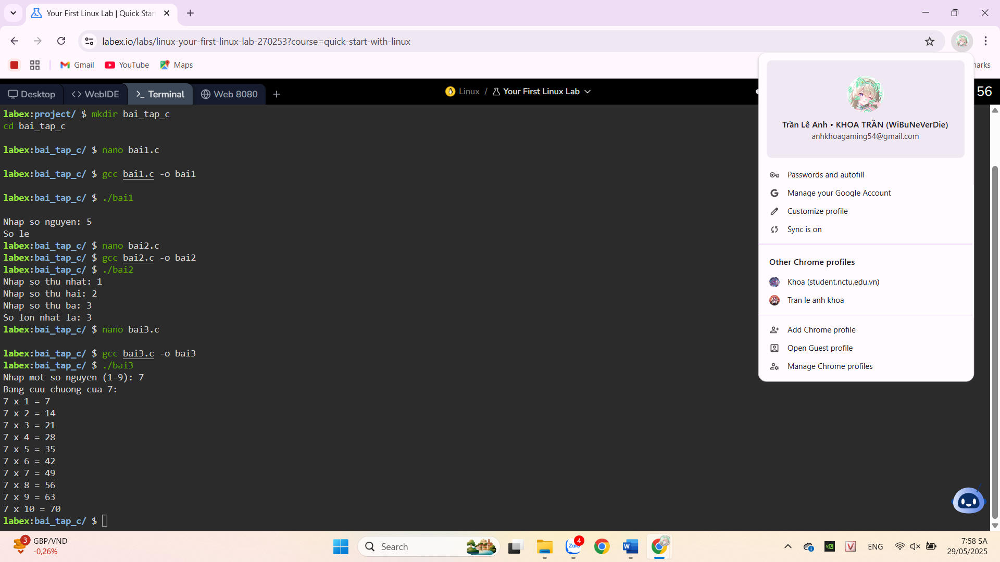 Your First Linux Lab | Quick Star
labex.io/labs/linux-your-first-linux-lab-270253?course=quick-start-with-linux
Gmail
YouTube
Maps
Desktop
WebIDE
Terminal
Web 8080
Linux / Your First Linux Lab
56
labex:project/ $ mkdir bai_tap_c
cd bai_tap_c
labex:bai_tap_c/ $ nano bai1.c
labex:bai_tap_c/ $ gcc bai1.c -o bai1
labex:bai_tap_c/ $ ./bai1
Nhap so nguyen: 5
So le
labex:bai_tap_c/ $ nano bai2.c
labex:bai_tap_c/ $ gcc bai2.c -o bai2
labex:bai_tap_c/ $ ./bai2
Nhap so thu nhat: 1
Nhap so thu hai: 2
Nhap so thu ba: 3
So lon nhat la: 3
labex:bai_tap_c/ $ nano bai3.c
labex:bai_tap_c/ $ gcc bai3.c -o bai3
labex:bai_tap_c/ $ ./bai3
Nhap mot so nguyen (1-9): 7
Bang cuu chuong cua 7:
7 x 1 = 7
7 x 2 = 14
7 x 3 = 21
7 x 4 = 28
7 x 5 = 35
7 x 6 = 42
7 x 7 = 49
7 x 8 = 56
7 x 9 = 63
7 x 10 = 70
labex:bai_tap_c/ $
Trần Lê Anh • KHOA TRẦN (WiBuNeVerDie)
anhkhoagaming54@gmail.com
Passwords and autofill
Manage your Google Account
Customize profile
Sync is on
Other Chrome profiles
Khoa (student.nctu.edu.vn)
Tran le anh khoa
Add Chrome profile
Open Guest profile
Manage Chrome profiles
3
GBP/VND
-0,26%
Search
Zalo
4
W
V
ENG
7:58 SA
29/05/2025